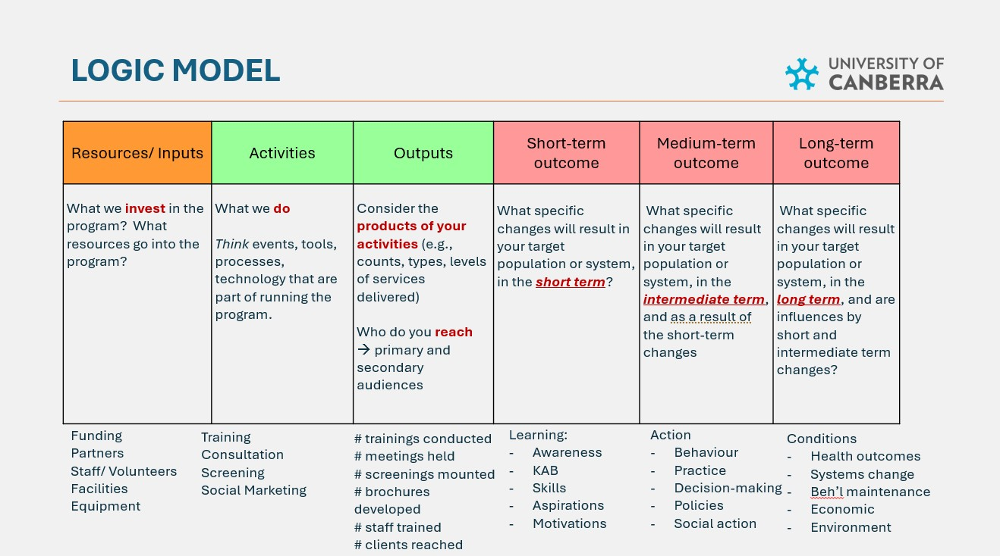 LOGIC MODEL
UNIVERSITY OF
CANBERRA
Resources/ Inputs
Activities
Outputs
Short-term
outcome
Medium-term
outcome
Long-term
outcome
What we invest in the
program?  What
resources go into the
program?
What we do
Think events, tools,
processes,
technology that are
part of running the
program.
Consider the
products of your
activities (e.g.,
counts, types, levels
of services
delivered)
Who do you reach
→ primary and
secondary
audiences
What specific
changes will result in
your target
population or system,
in the short term?
What specific
changes will result
in your target
population or
system, in the
intermediate term,
and as a result of
the short-term
changes
What specific
changes will result
in your target
population or
system, in the
long term, and are
influences by
short and
intermediate term
changes?
Funding
Partners
Staff/ Volunteers
Facilities
Equipment
Training
Consultation
Screening
Social Marketing
# trainings conducted
# meetings held
# screenings mounted
# brochures
developed
# staff trained
# clients reached
Learning:
- Awareness
- KAB
- Skills
- Aspirations
- Motivations
Action
- Behaviour
- Practice
- Decision-making
- Policies
- Social action
Conditions
- Health outcomes
- Systems change
- Beh’l maintenance
- Economic
- Environment